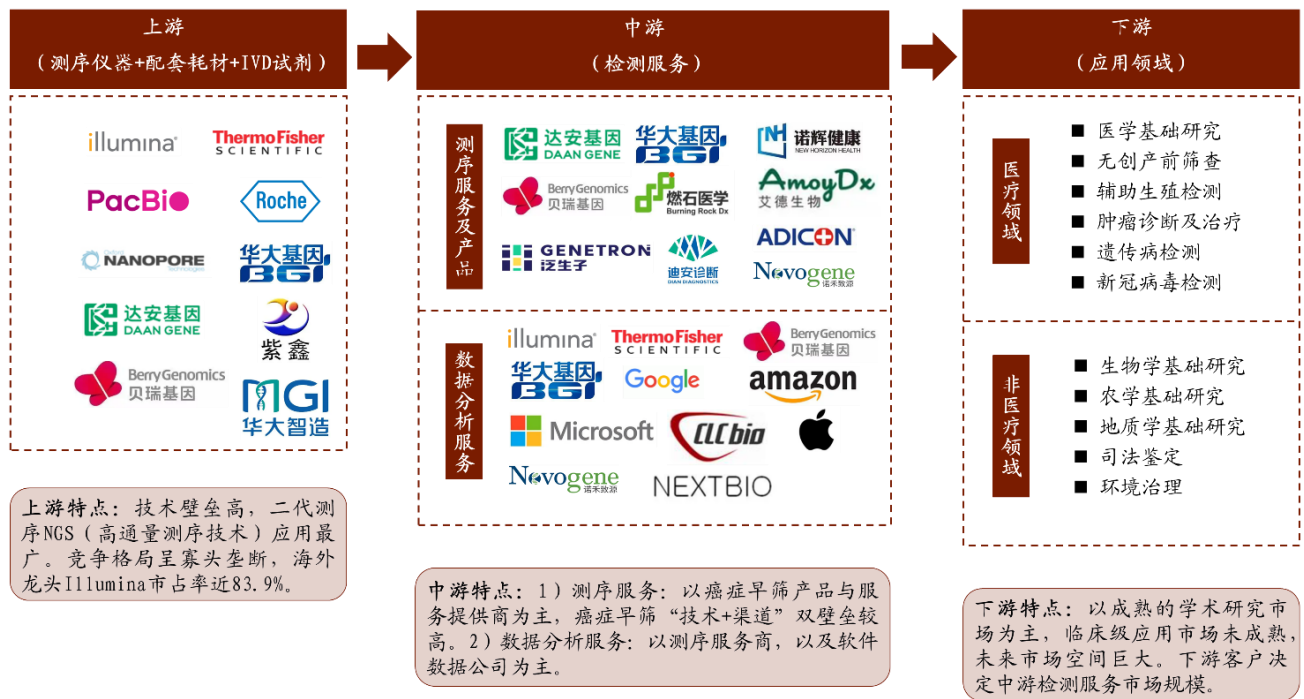 上游
（测序仪器+配套耗材+IVD试剂）
illumina®
ThermoFisher
SCIENTIFIC
PacBio
Roche
Oxford
NANOPORE
Technologies
华大基因
BGI
达安基因
DAAN GENE
紫鑫
BerryGenomics
贝瑞基因
MGI
华大智造
上游特点：技术壁垒高，二代测
序NGS（高通量测序技术）应用最
广。竞争格局呈寡头垄断，海外
龙头Illumina市占率近83.9%。
中游
（检测服务）
测序服务及产品
达安基因
DAAN GENE
华大基因
BGI
NH
诺辉健康
NEW HORIZON HEALTH
BerryGenomics
贝瑞基因
燃石医学
Burning Rock Dx
AmoyDx
艾德生物
GENETRON
泛生子
迪安诊断
DIAN DIAGNOSTICS
ADICON®
Novogene
诺禾致源
数据分析服务
illumina®
ThermoFisher
SCIENTIFIC
BerryGenomics
贝瑞基因
华大基因
BGI
Google
amazon
Microsoft
CLCbio
Novogene
诺禾致源
NEXTBIO
中游特点：1）测序服务：以癌症早筛产品与服
务提供商为主，癌症早筛“技术+渠道”双壁垒较
高。2）数据分析服务：以测序服务商，以及软件
数据公司为主。
下游
（应用领域）
医疗领域
■ 医学基础研究
■ 无创产前筛查
■ 辅助生殖检测
■ 肿瘤诊断及治疗
■ 遗传病检测
■ 新冠病毒检测
非医疗领域
■ 生物学基础研究
■ 农学基础研究
■ 地质学基础研究
■ 司法鉴定
■ 环境治理
下游特点：以成熟的学术研究市
场为主，临床级应用市场未成熟，
未来市场空间巨大。下游客户决
定中游检测服务市场规模。